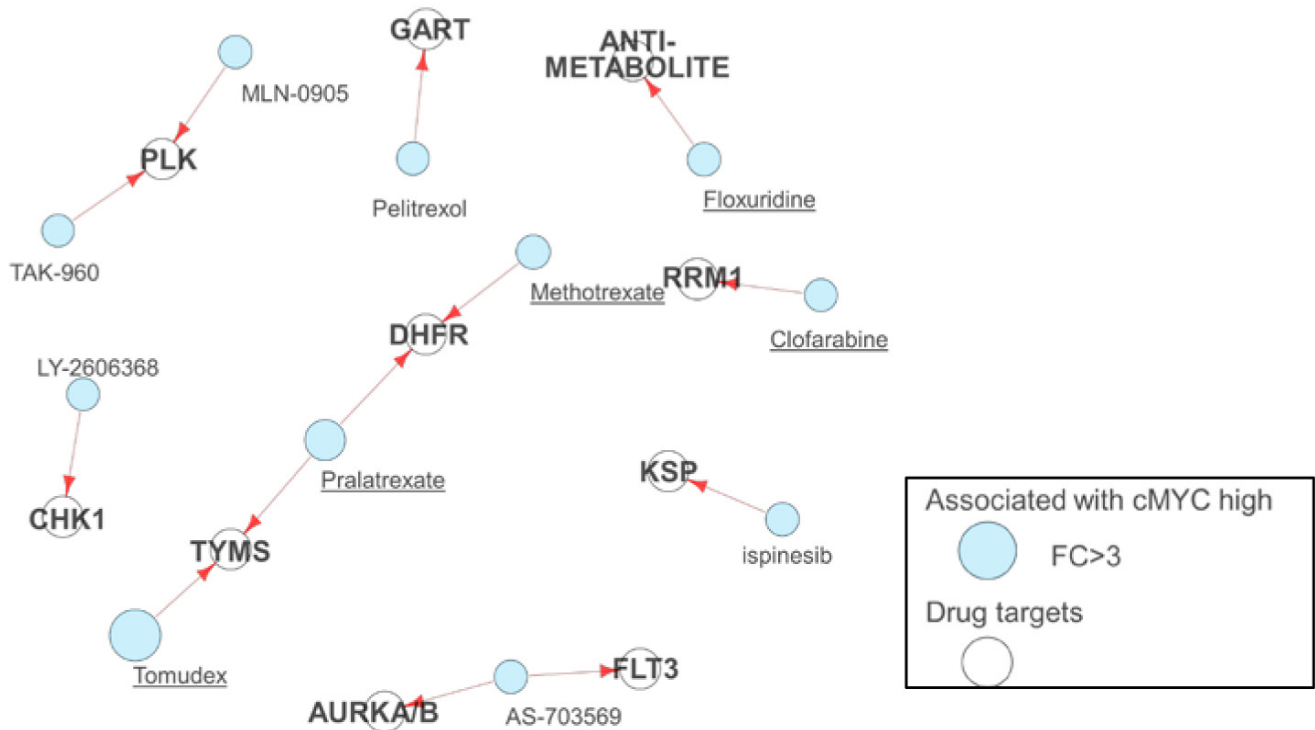 GART
ANTI-
METABOLITE
MLN-0905
PLK
Pelitrexol
Floxuridine
TAK-960
Methotrexate
RRM1
DHFR
Clofarabine
LY-2606368
Pralatrexate
KSP
CHK1
TYMS
ispinesib
Tomudex
FLT3
AURKA/B
AS-703569
Associated with cMYC high
FC>3
Drug targets